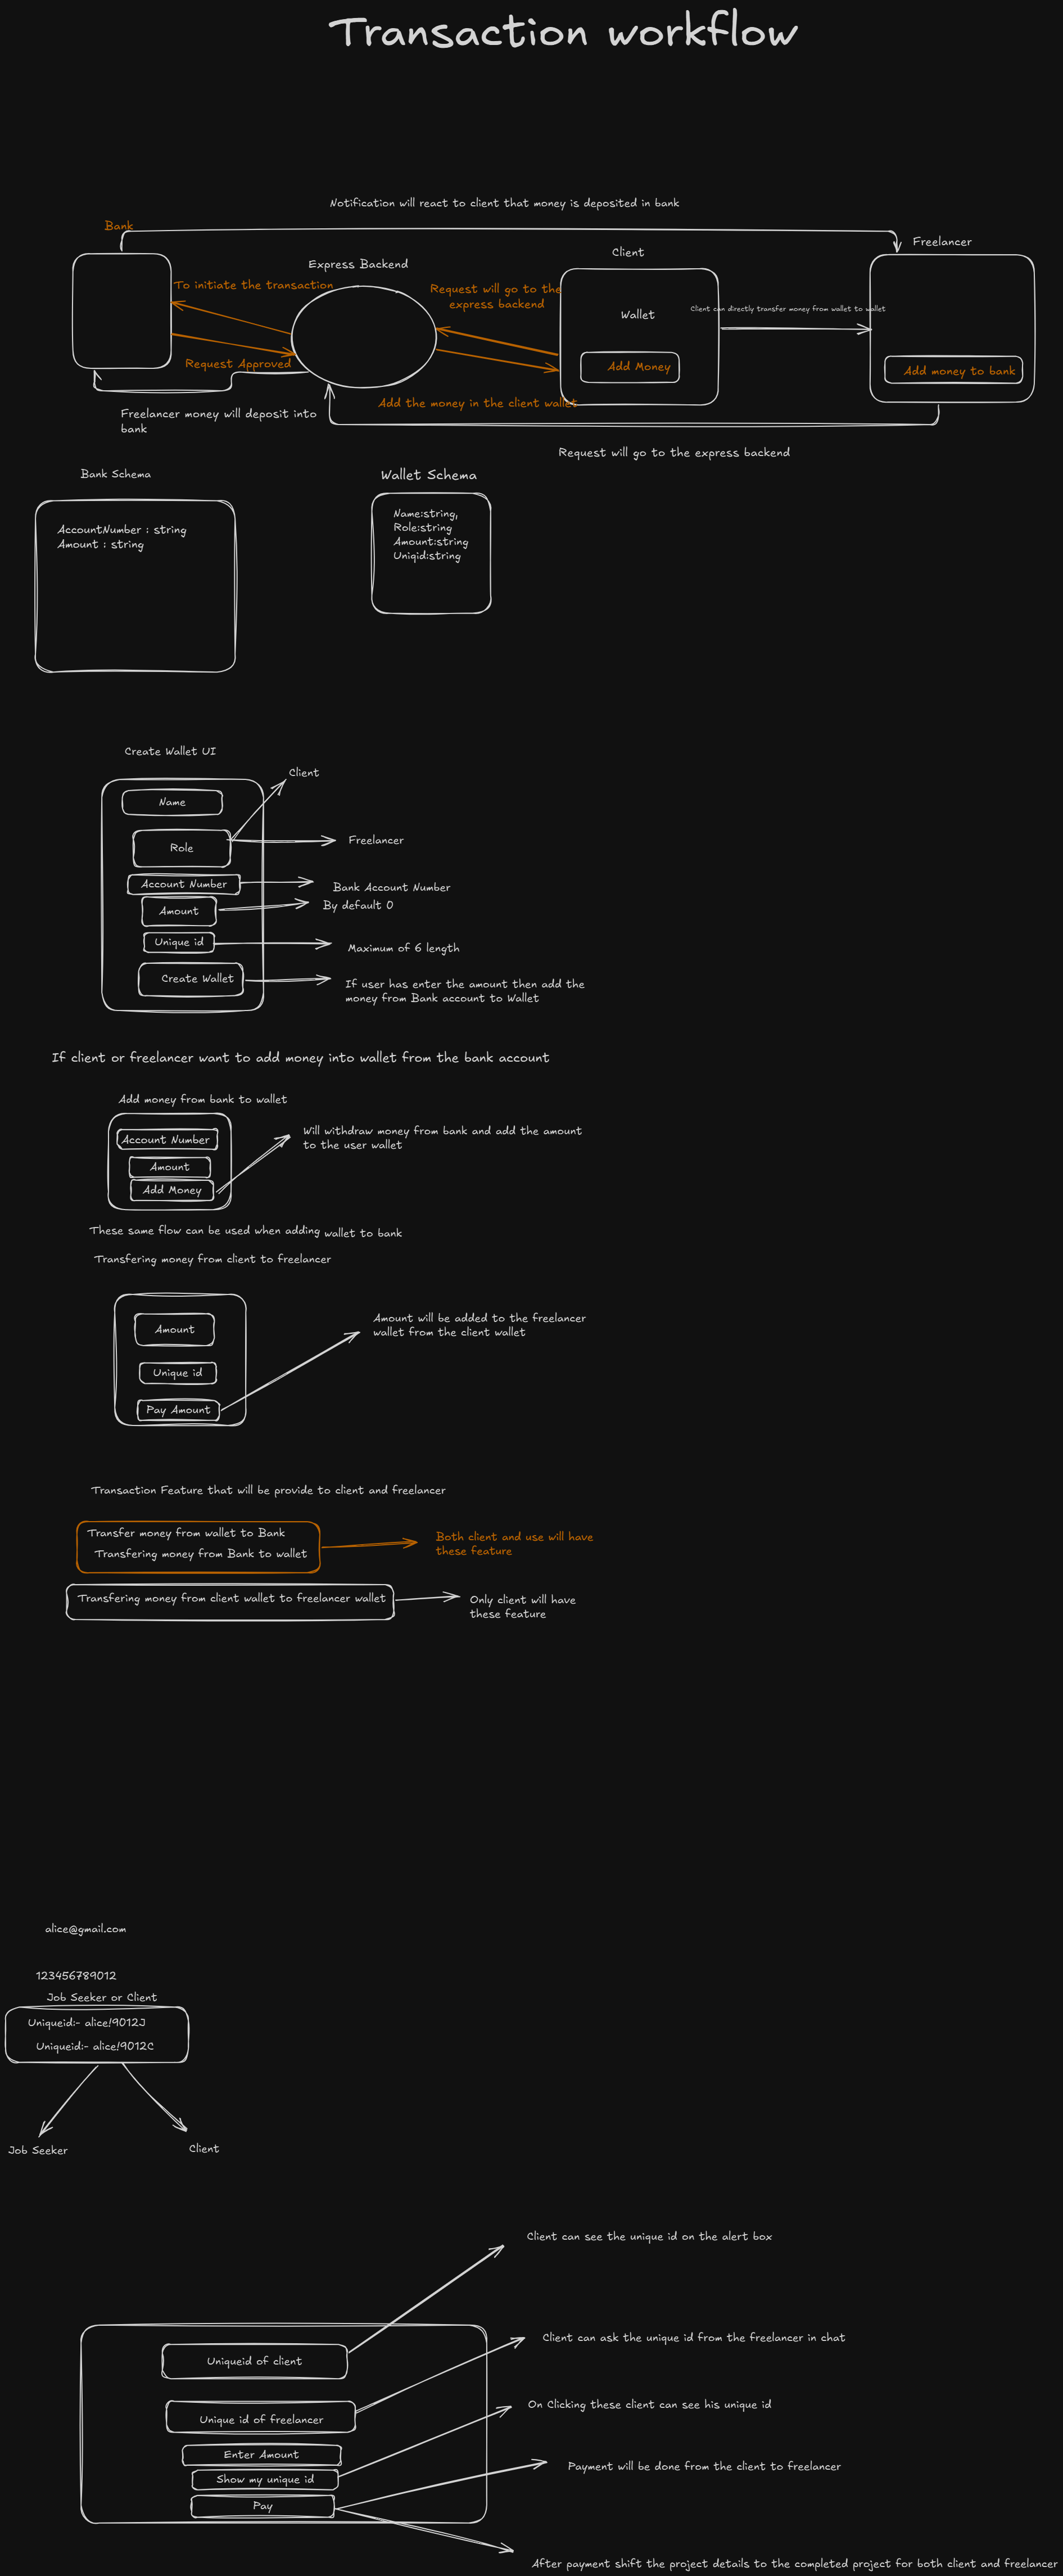 Transaction workflow
Notification will react to client that money is deposited in bank
Bank
Freelancer
Client
Express Backend
To initiate the transaction
Request will go to the
express backend
Wallet
Client can directly transfer money from wallet to wallet
Request Approved
Add Money
Add money to bank
Add the money in the client wallet
Freelancer money will deposit into
bank
Request will go to the express backend
Bank Schema
AccountNumber : string
Amount : string
Wallet Schema
Name:string,
Role:string
Amount:string
Uniqid:string
Create Wallet UI
Client
Name
Role
Freelancer
Account Number
Bank Account Number
Amount
By default 0
Unique id
Maximum of 6 length
Create Wallet
If user has enter the amount then add the
money from Bank account to Wallet
If client or freelancer want to add money into wallet from the bank account
Add money from bank to wallet
Account Number
Amount
Add Money
Will withdraw money from bank and add the amount
to the user wallet
These same flow can be used when adding wallet to bank
Transfering money from client to freelancer
Amount
Unique id
Pay Amount
Amount will be added to the freelancer
wallet from the client wallet
Transaction Feature that will be provide to client and freelancer
Transfer money from wallet to Bank
Transfering money from Bank to wallet
Both client and use will have
these feature
Transfering money from client wallet to freelancer wallet
Only client will have
these feature
alice@gmail.com
123456789012
Job Seeker or Client
Uniqueid:- alice!9012J
Uniqueid:- alice!9012C
Job Seeker
Client
Client can see the unique id on the alert box
Uniqueid of client
Client can ask the unique id from the freelancer in chat
Unique id of freelancer
On Clicking these client can see his unique id
Enter Amount
Show my unique id
Payment will be done from the client to freelancer
Pay
After payment shift the project details to the completed project for both client and freelancer